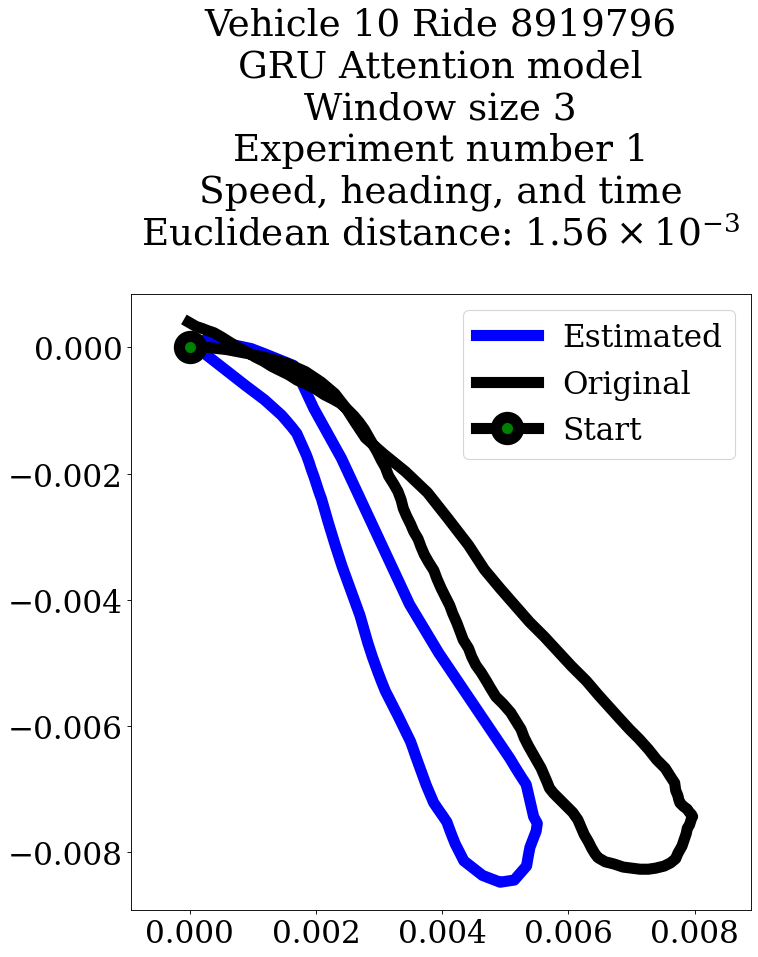 Vehicle 10 Ride 8919796
GRU Attention model
Window size 3
Experiment number 1
Speed, heading, and time
Euclidean distance: 1.56 × 10⁻³
Estimated
Original
Start
0.000
−0.002
−0.004
−0.006
−0.008
0.000 0.002 0.004 0.006 0.008